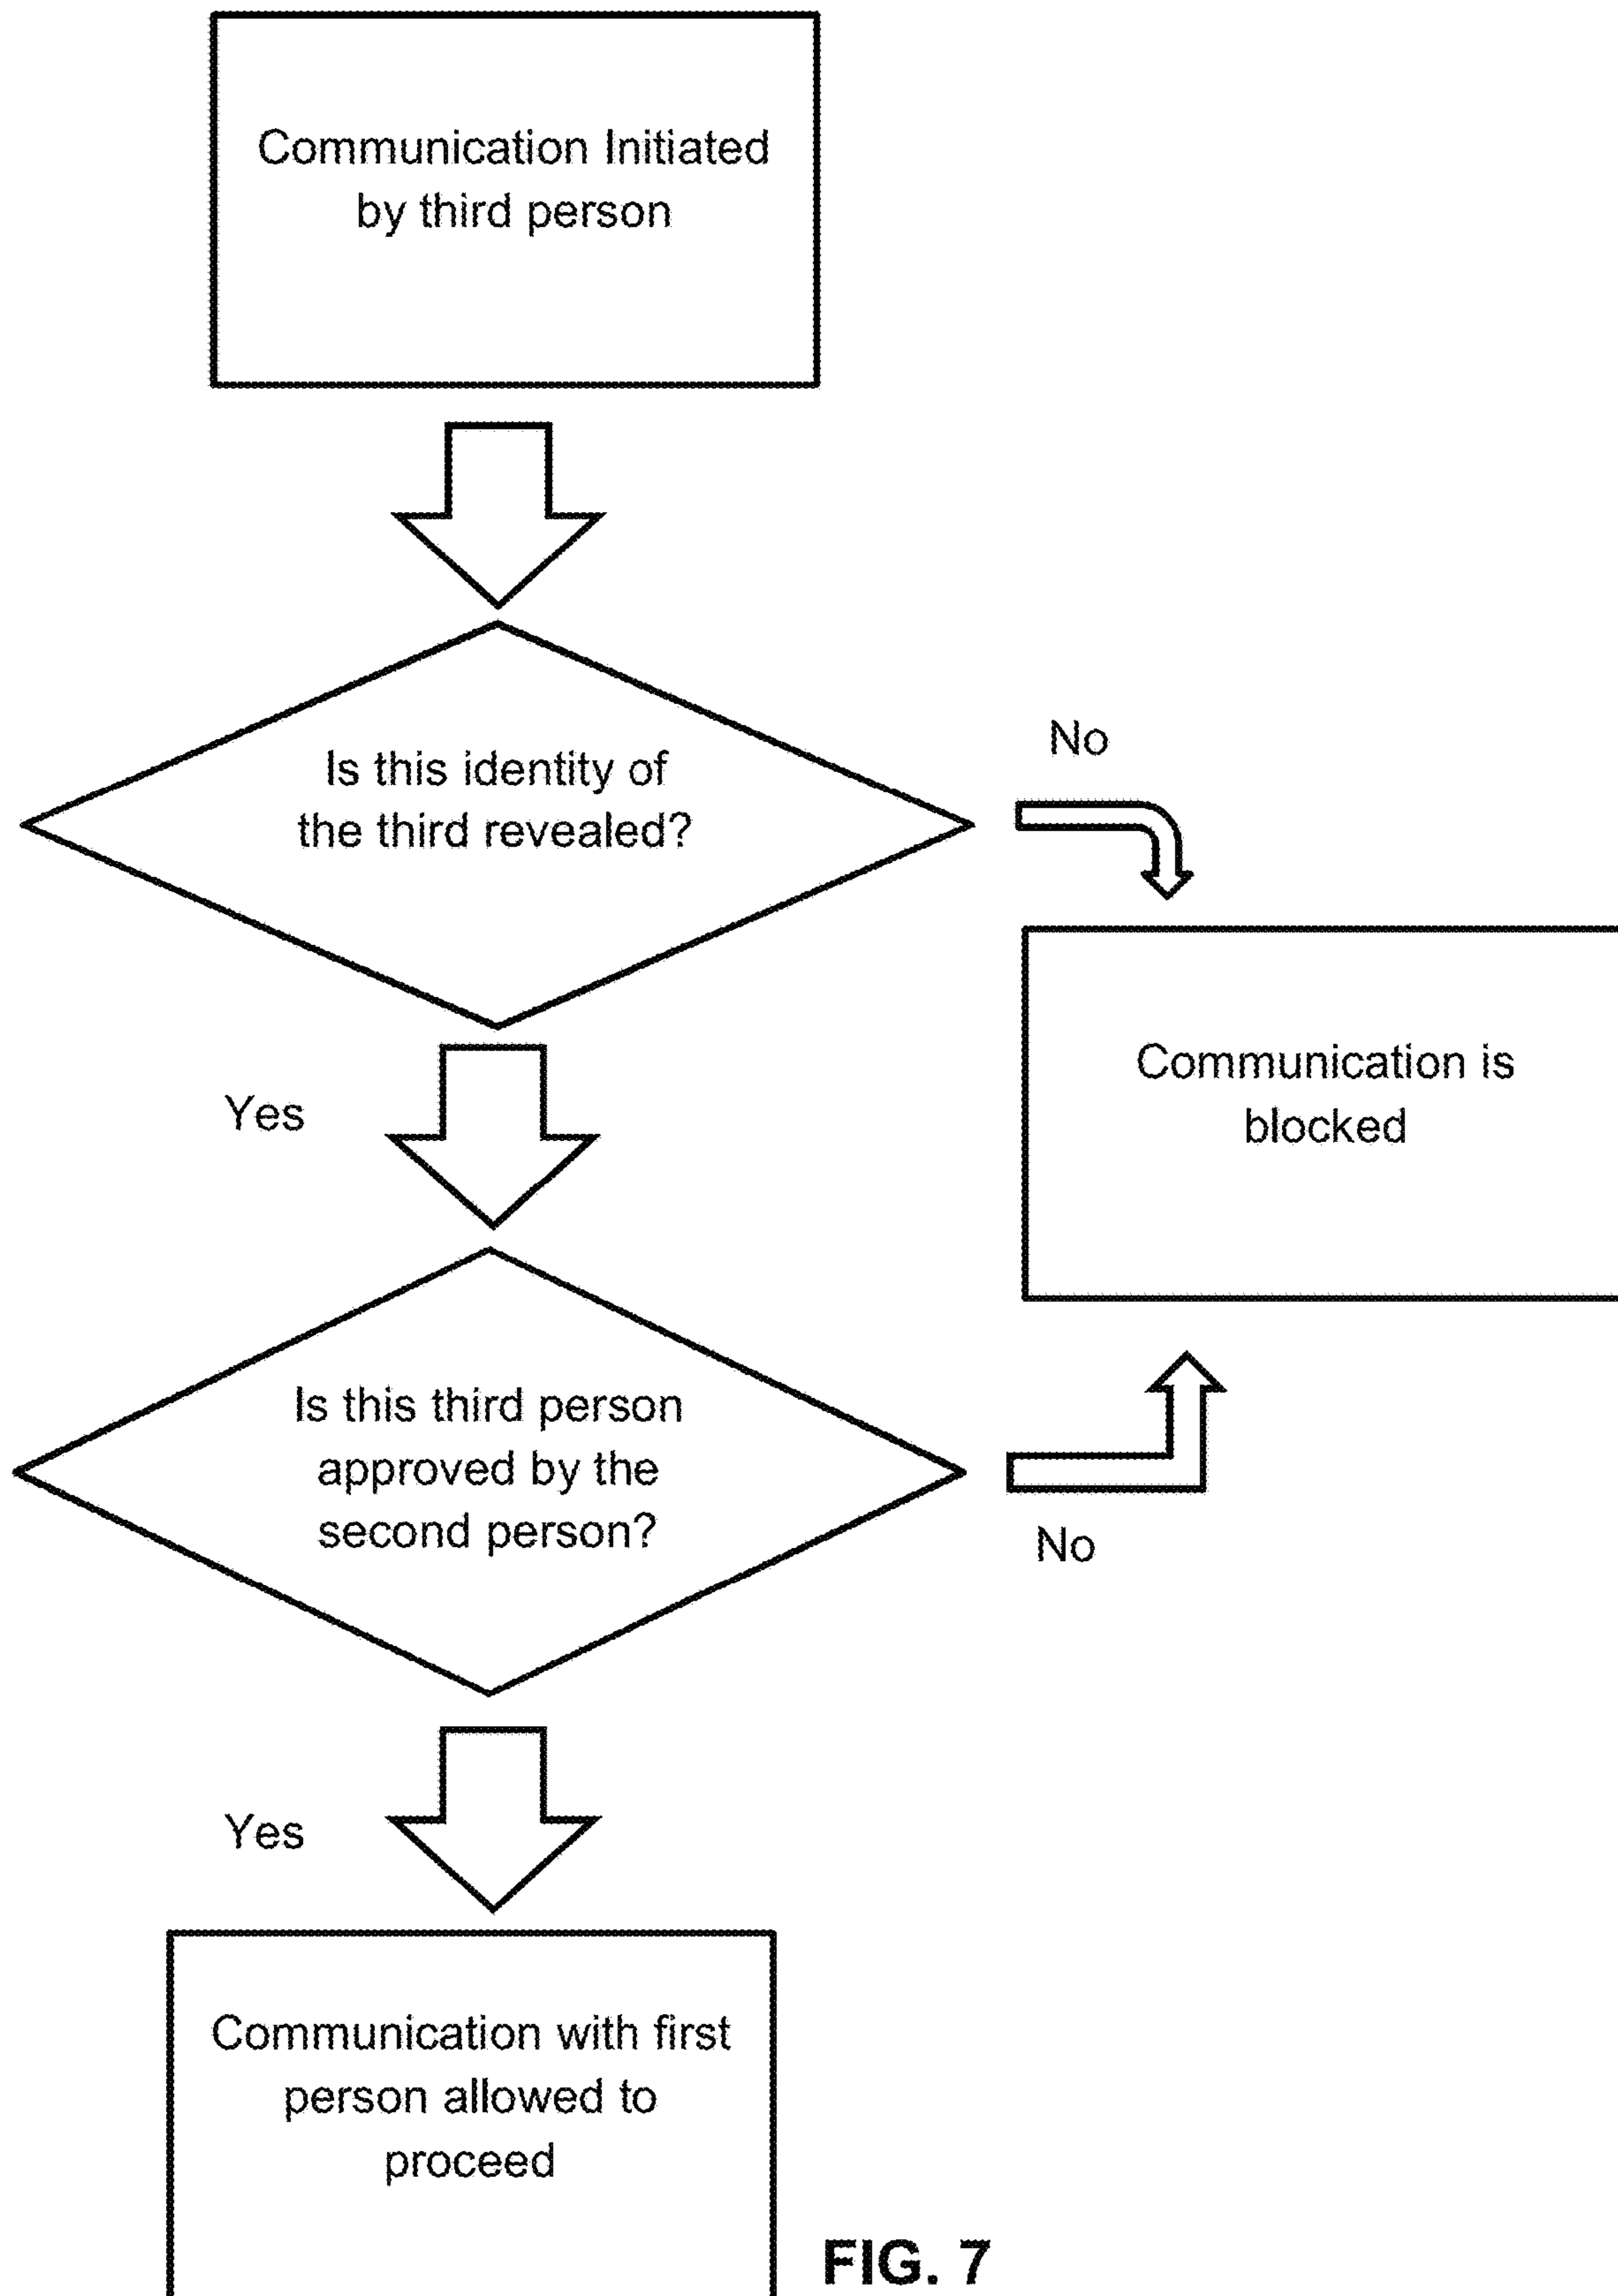 Communication Initiated
by third person
Is this identity of
the third revealed?
No
Communication is
blocked
Yes
Is this third person
approved by the
second person?
No
Yes
Communication with first
person allowed to
proceed
FIG. 7